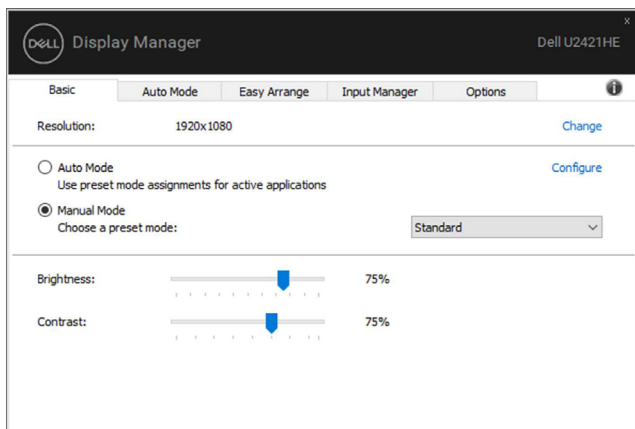 DELL Display Manager
x
Dell U2421HE
Basic Auto Mode Easy Arrange Input Manager Options i
Resolution: 1920x1080 Change
Auto Mode Configure
Use preset mode assignments for active applications
Manual Mode
Choose a preset mode: Standard
Brightness: 75%
Contrast: 75%